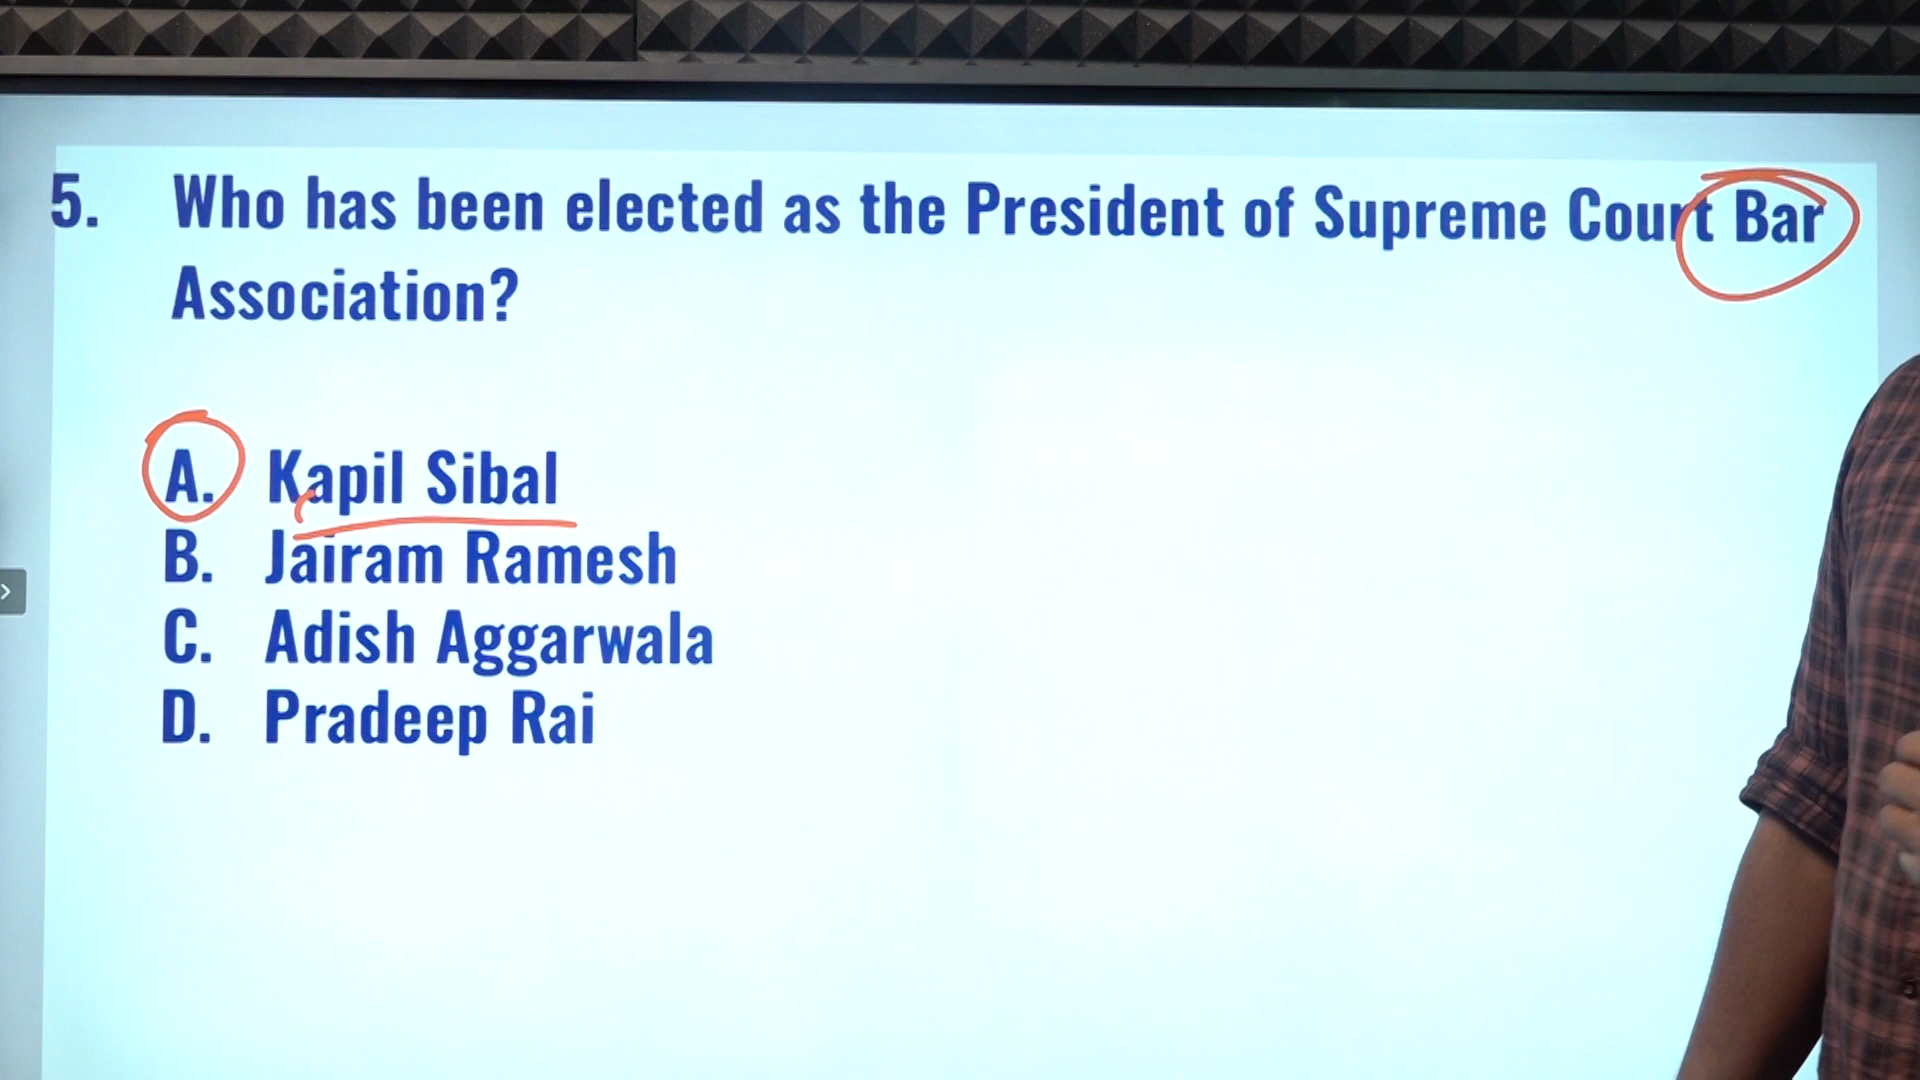 5. Who has been elected as the President of Supreme Court Bar
Association?
A. Kapil Sibal
B. Jairam Ramesh
C. Adish Aggarwala
D. Pradeep Rai